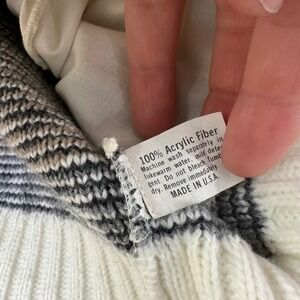 100% Acrylic Fiber
Machine wash separately in
lukewarm water, mild deter
gent. Do not bleach. Tumb
dry. Remove immediately.
MADE IN U.S.A.